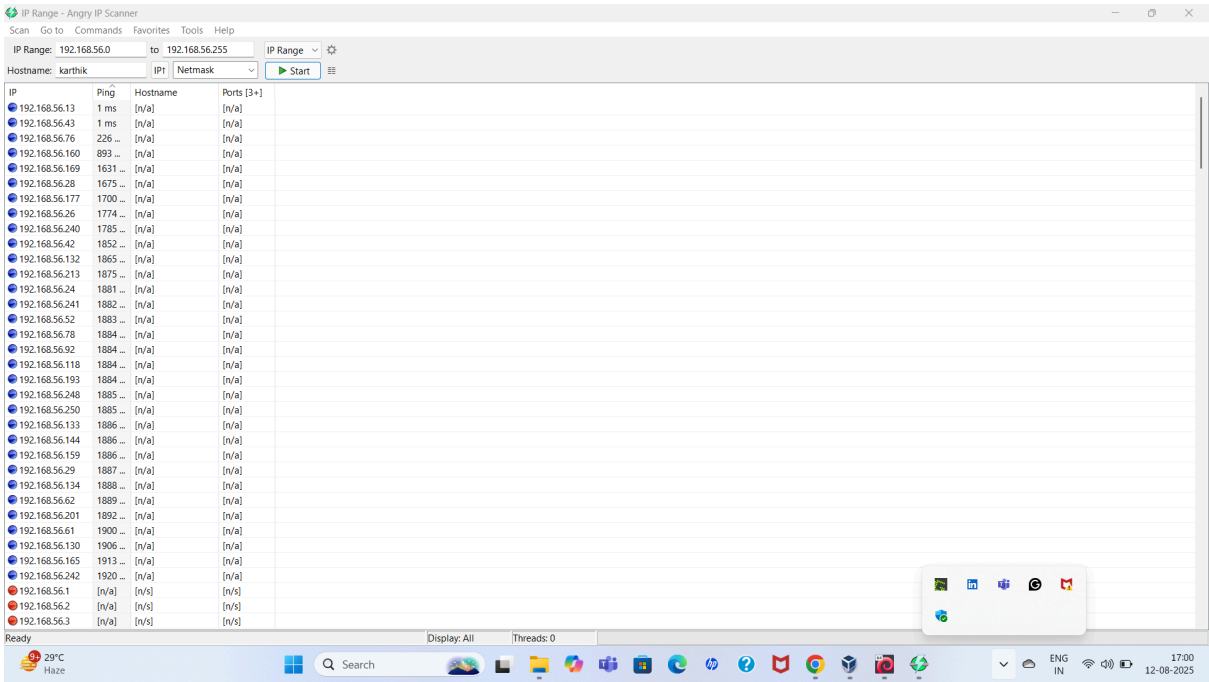 IP Range - Angry IP Scanner
Scan Go to Commands Favorites Tools Help
IP Range: 192.168.56.0 to 192.168.56.255 IP Range
Hostname: karthik IP↑ Netmask Start
IP Ping Hostname Ports [3+]
192.168.56.13 1 ms [n/a] [n/a]
192.168.56.43 1 ms [n/a] [n/a]
192.168.56.76 226 ... [n/a] [n/a]
192.168.56.160 893 ... [n/a] [n/a]
192.168.56.169 1631 ... [n/a] [n/a]
192.168.56.28 1675 ... [n/a] [n/a]
192.168.56.177 1700 ... [n/a] [n/a]
192.168.56.26 1774 ... [n/a] [n/a]
192.168.56.240 1785 ... [n/a] [n/a]
192.168.56.42 1852 ... [n/a] [n/a]
192.168.56.132 1865 ... [n/a] [n/a]
192.168.56.213 1875 ... [n/a] [n/a]
192.168.56.24 1881 ... [n/a] [n/a]
192.168.56.241 1882 ... [n/a] [n/a]
192.168.56.52 1883 ... [n/a] [n/a]
192.168.56.78 1884 ... [n/a] [n/a]
192.168.56.92 1884 ... [n/a] [n/a]
192.168.56.118 1884 ... [n/a] [n/a]
192.168.56.193 1884 ... [n/a] [n/a]
192.168.56.248 1885 ... [n/a] [n/a]
192.168.56.250 1885 ... [n/a] [n/a]
192.168.56.133 1886 ... [n/a] [n/a]
192.168.56.144 1886 ... [n/a] [n/a]
192.168.56.159 1886 ... [n/a] [n/a]
192.168.56.29 1887 ... [n/a] [n/a]
192.168.56.134 1888 ... [n/a] [n/a]
192.168.56.62 1889 ... [n/a] [n/a]
192.168.56.201 1892 ... [n/a] [n/a]
192.168.56.61 1900 ... [n/a] [n/a]
192.168.56.130 1906 ... [n/a] [n/a]
192.168.56.165 1913 ... [n/a] [n/a]
192.168.56.242 1920 ... [n/a] [n/a]
192.168.56.1 [n/a] [n/s] [n/s]
192.168.56.2 [n/a] [n/s] [n/s]
192.168.56.3 [n/a] [n/s] [n/s]
Ready Display: All Threads: 0
9+ 29°C Search ENG 17:00
Haze IN 12-08-2025